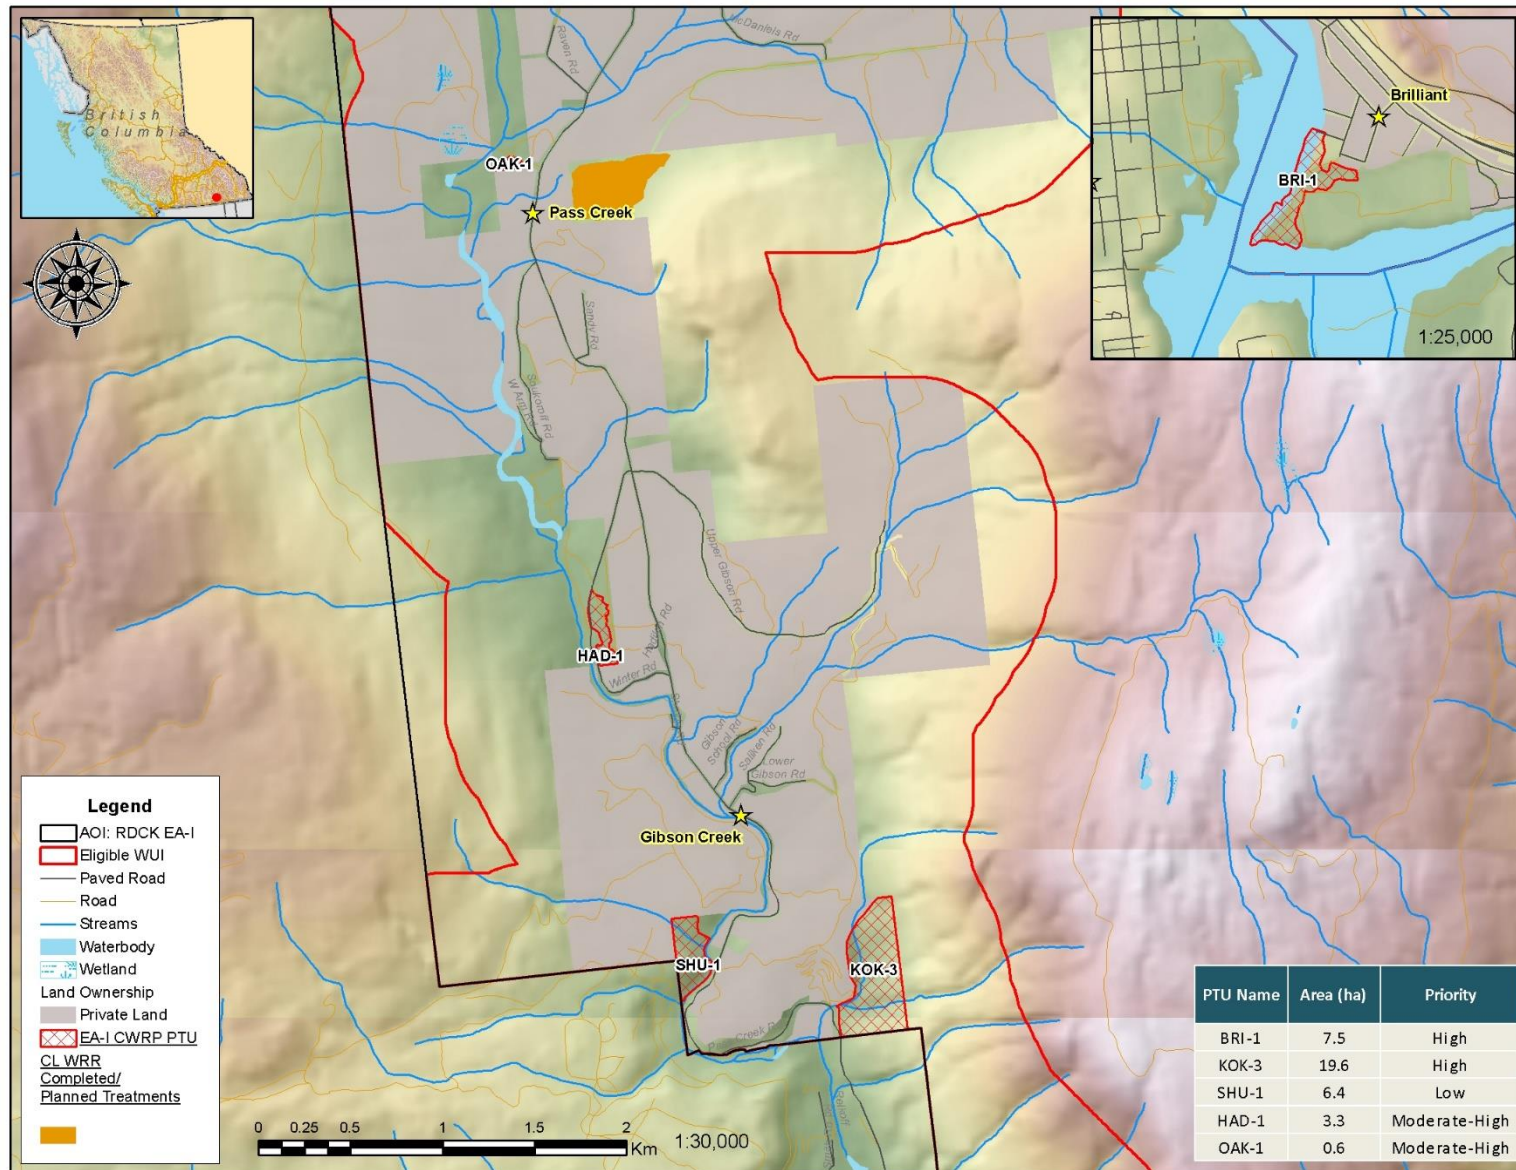 British
Columbia
McDaniels Rd
Raven Rd
OAK-1
Pass Creek
Brilliant
BRI-1
1:25,000
Sandy Rd
Saukoroff Rd
Upper Gibson Rd
HAD-1
Winter Rd
Gibson
School Rd
Saliken Rd
Lower
Gibson Rd
Gibson Creek
SHU-1
KOK-3
Legend
AOI: RDCK EA-I
Eligible WUI
Paved Road
Road
Streams
Waterbody
Wetland
Land Ownership
Private Land
EA-I CWRP PTU
CL WRR
Completed/
Planned Treatments
0 0.25 0.5 1 1.5 2
Km
1:30,000
PTU Name Area (ha) Priority
BRI-1 7.5 High
KOK-3 19.6 High
SHU-1 6.4 Low
HAD-1 3.3 Moderate-High
OAK-1 0.6 Moderate-High